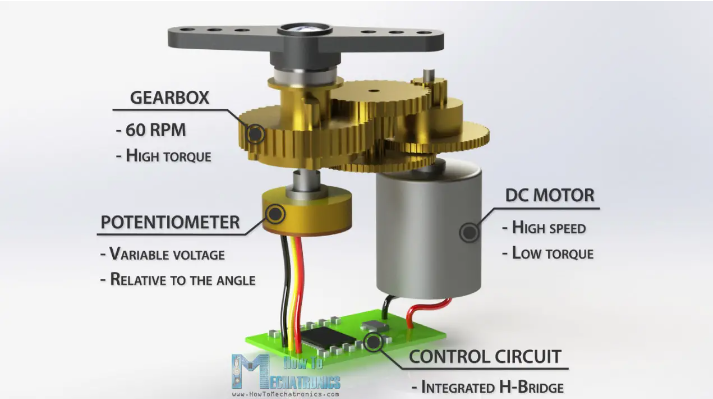 GEARBOX
- 60 RPM
- HIGH TORQUE
POTENTIOMETER
- VARIABLE VOLTAGE
- RELATIVE TO THE ANGLE
DC MOTOR
- HIGH SPEED
- LOW TORQUE
CONTROL CIRCUIT
- INTEGRATED H-BRIDGE
HOW TO
MECHATRONICS
www.HowToMechatronics.com